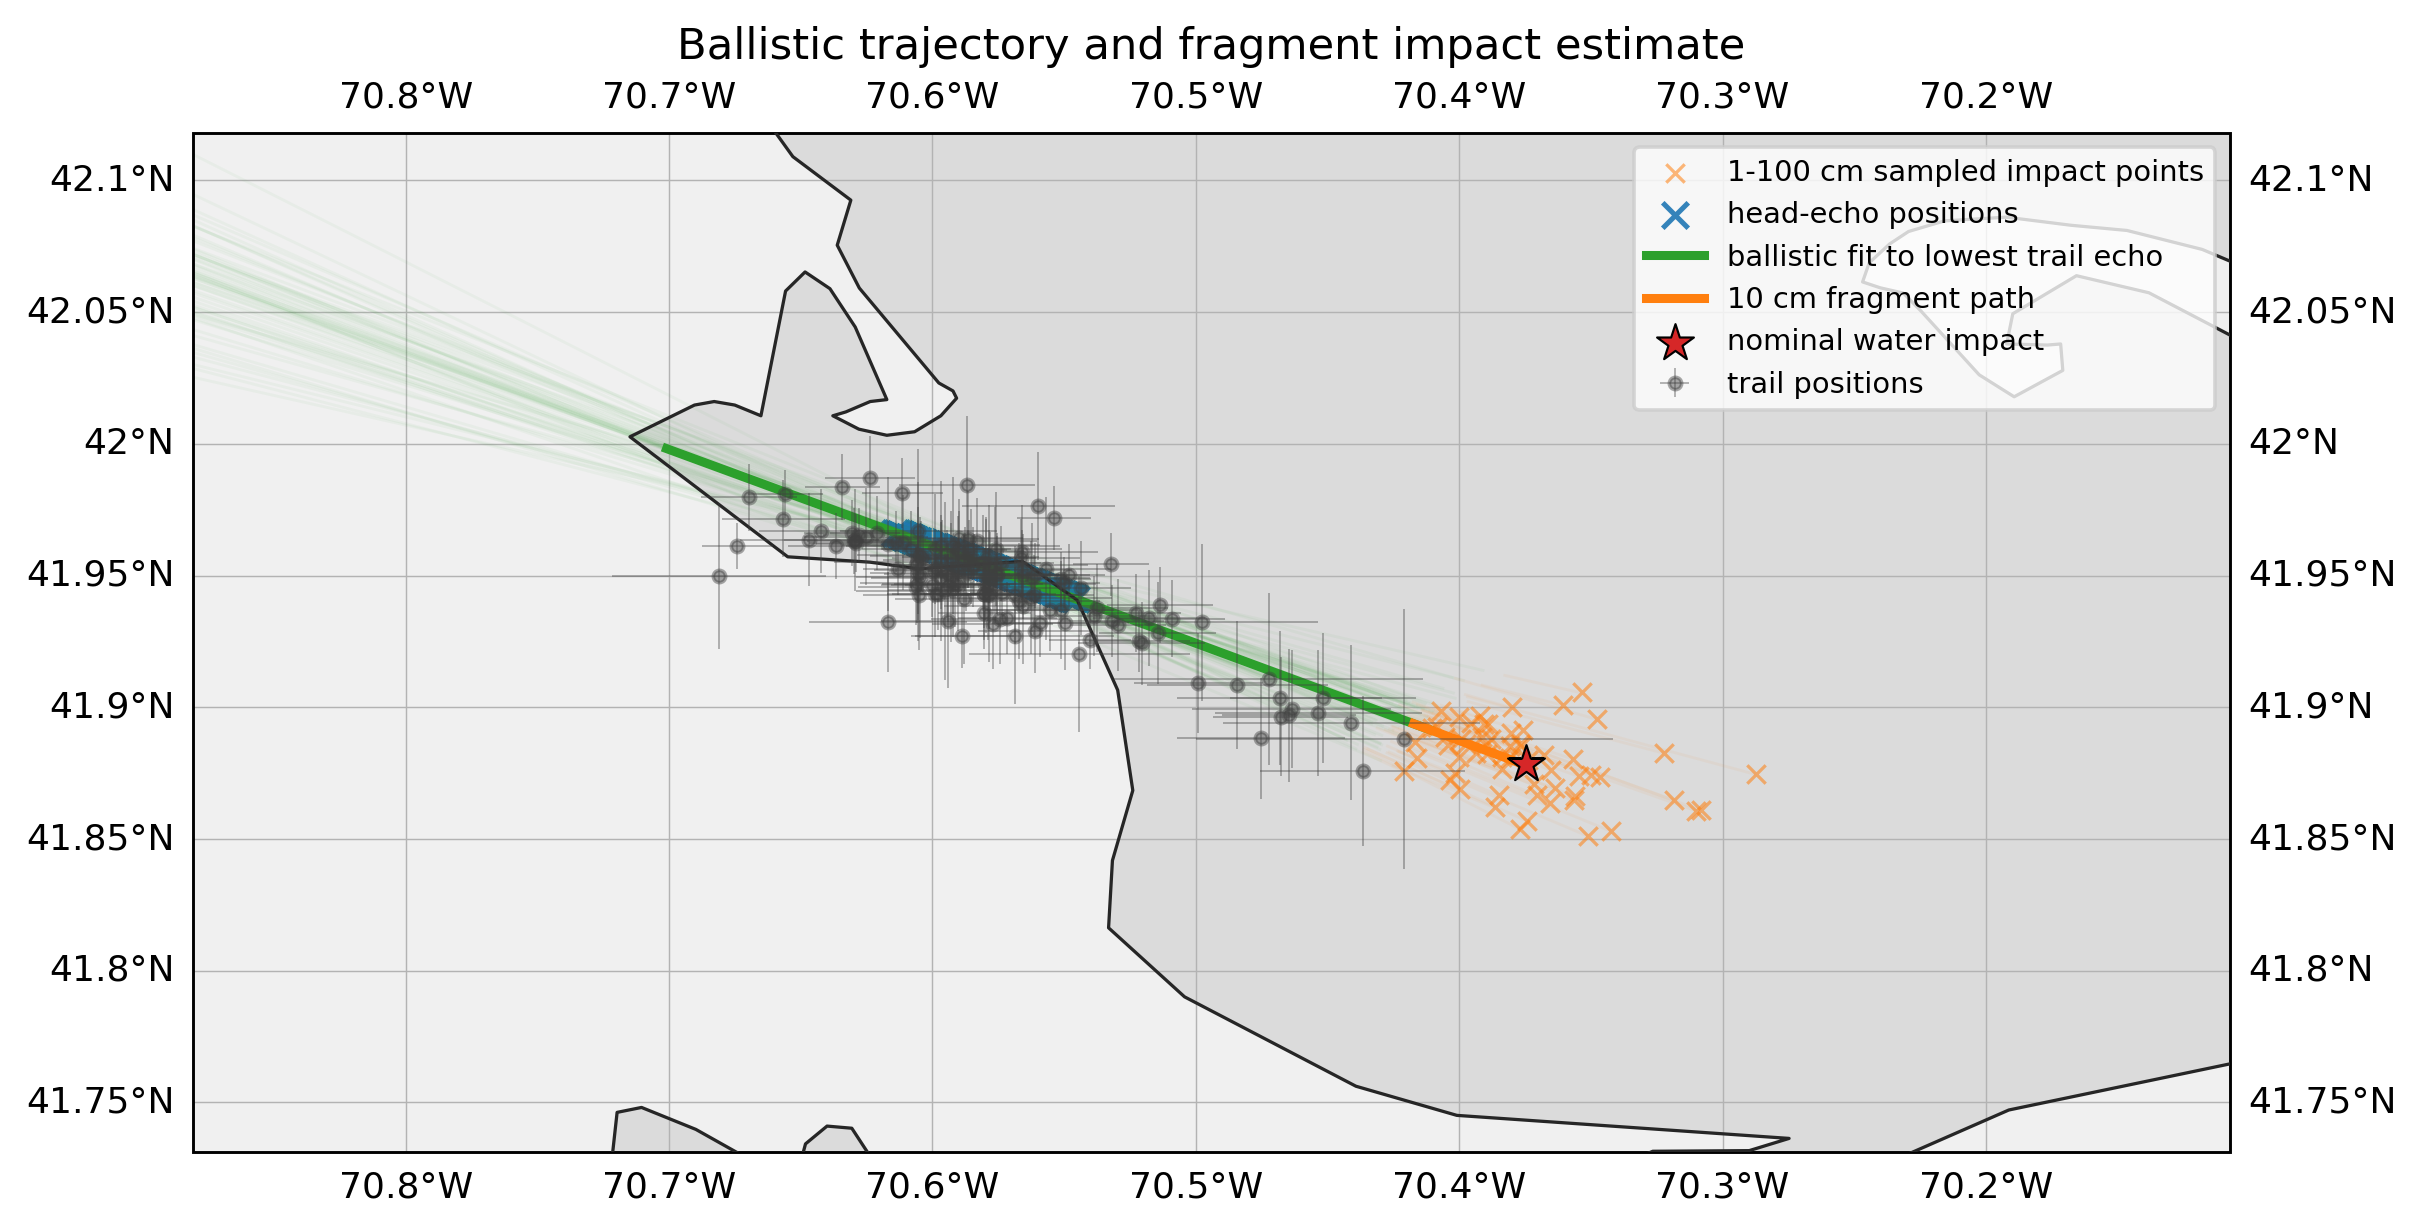 Ballistic trajectory and fragment impact estimate
70.8°W 70.7°W 70.6°W 70.5°W 70.4°W 70.3°W 70.2°W
42.1°N
42.05°N
42°N
41.95°N
41.9°N
41.85°N
41.8°N
41.75°N
1-100 cm sampled impact points
head-echo positions
ballistic fit to lowest trail echo
10 cm fragment path
nominal water impact
trail positions
42.1°N
42.05°N
42°N
41.95°N
41.9°N
41.85°N
41.8°N
41.75°N
70.8°W 70.7°W 70.6°W 70.5°W 70.4°W 70.3°W 70.2°W